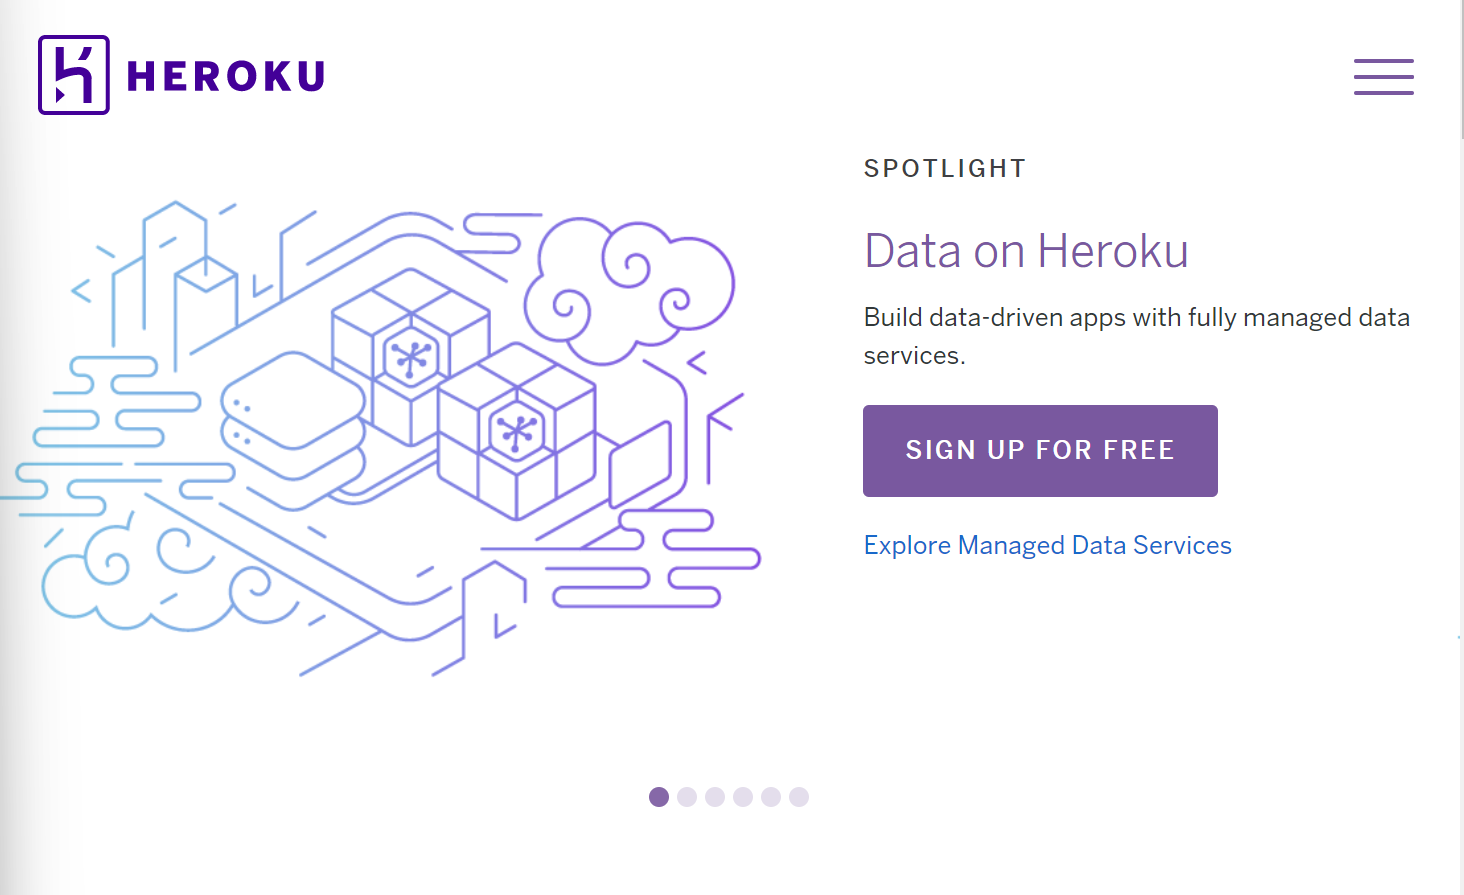 HEROKU
SPOTLIGHT
Data on Heroku
Build data-driven apps with fully managed data
services.
SIGN UP FOR FREE
Explore Managed Data Services